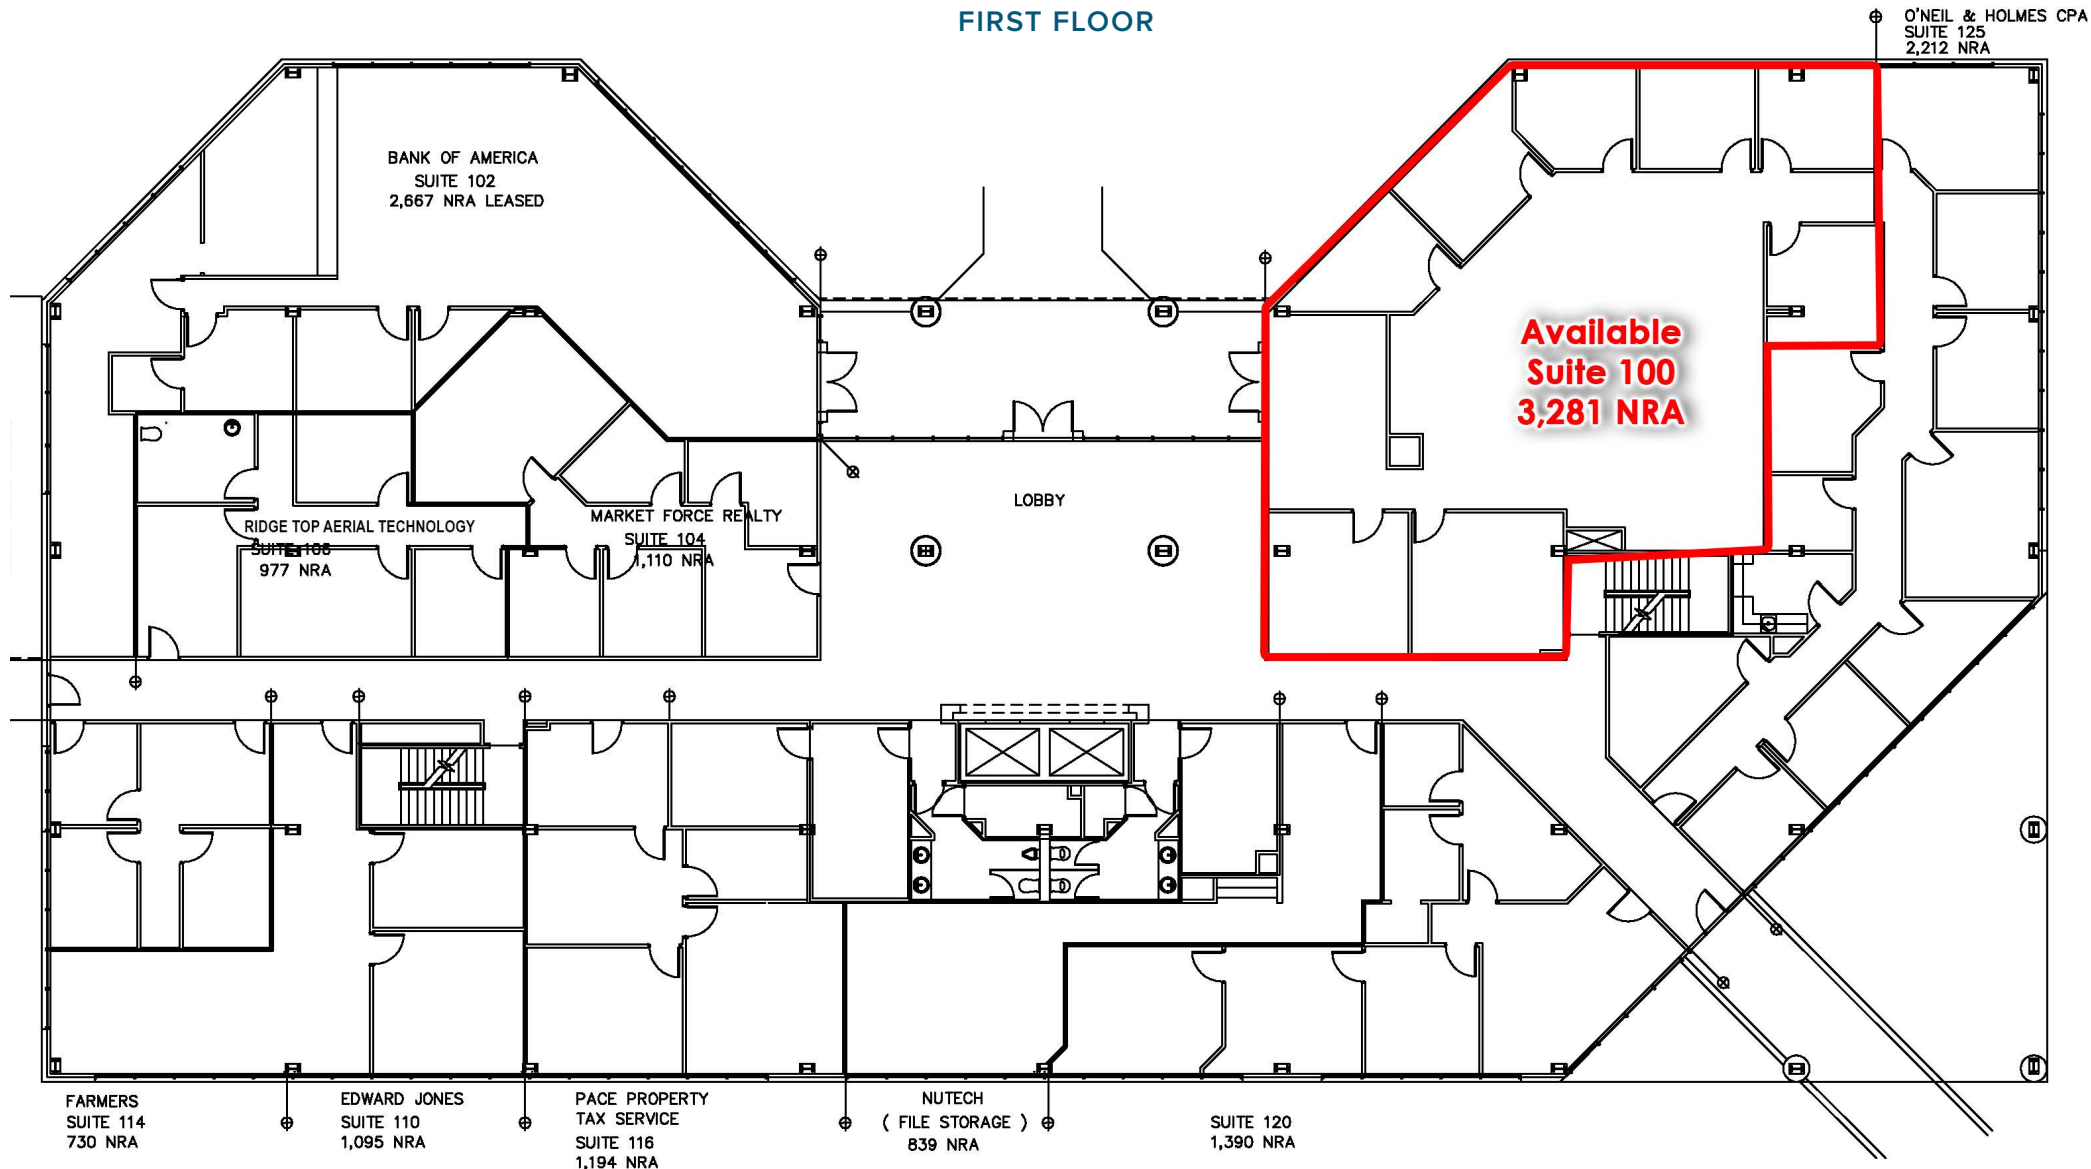 FIRST FLOOR
O'NEIL & HOLMES CPA
SUITE 125
2,212 NRA
BANK OF AMERICA
SUITE 102
2,667 NRA LEASED
Available
Suite 100
3,281 NRA
LOBBY
RIDGE TOP AERIAL TECHNOLOGY
SUITE 106
977 NRA
MARKET FORCE REALTY
SUITE 104
1,110 NRA
FARMERS
SUITE 114
730 NRA
EDWARD JONES
SUITE 110
1,095 NRA
PACE PROPERTY
TAX SERVICE
SUITE 116
1,194 NRA
NUTECH
( FILE STORAGE )
839 NRA
SUITE 120
1,390 NRA